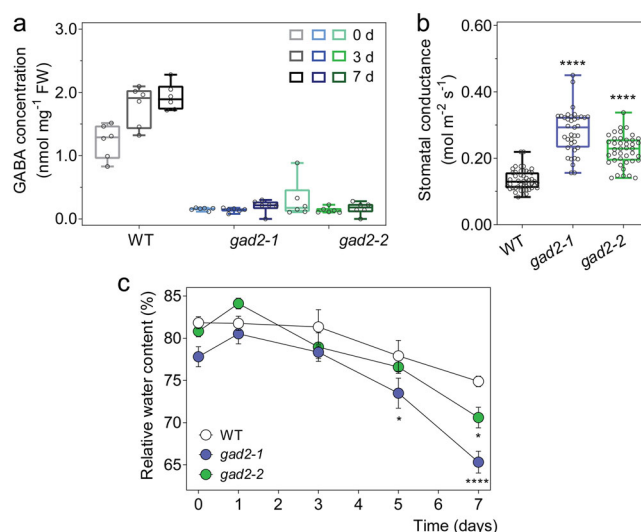 a
GABA concentration
(nmol mg⁻¹ FW)
3.0
2.0
1.0
0.0
0 d
3 d
7 d
WT
gad2-1
gad2-2
b
Stomatal conductance
(mol m⁻² s⁻¹)
0.60
0.40
0.20
0.00
****
****
WT
gad2-1
gad2-2
c
Relative water content (%)
85
80
75
70
65
WT
gad2-1
gad2-2
*
*
****
0 1 2 3 4 5 6 7
Time (days)